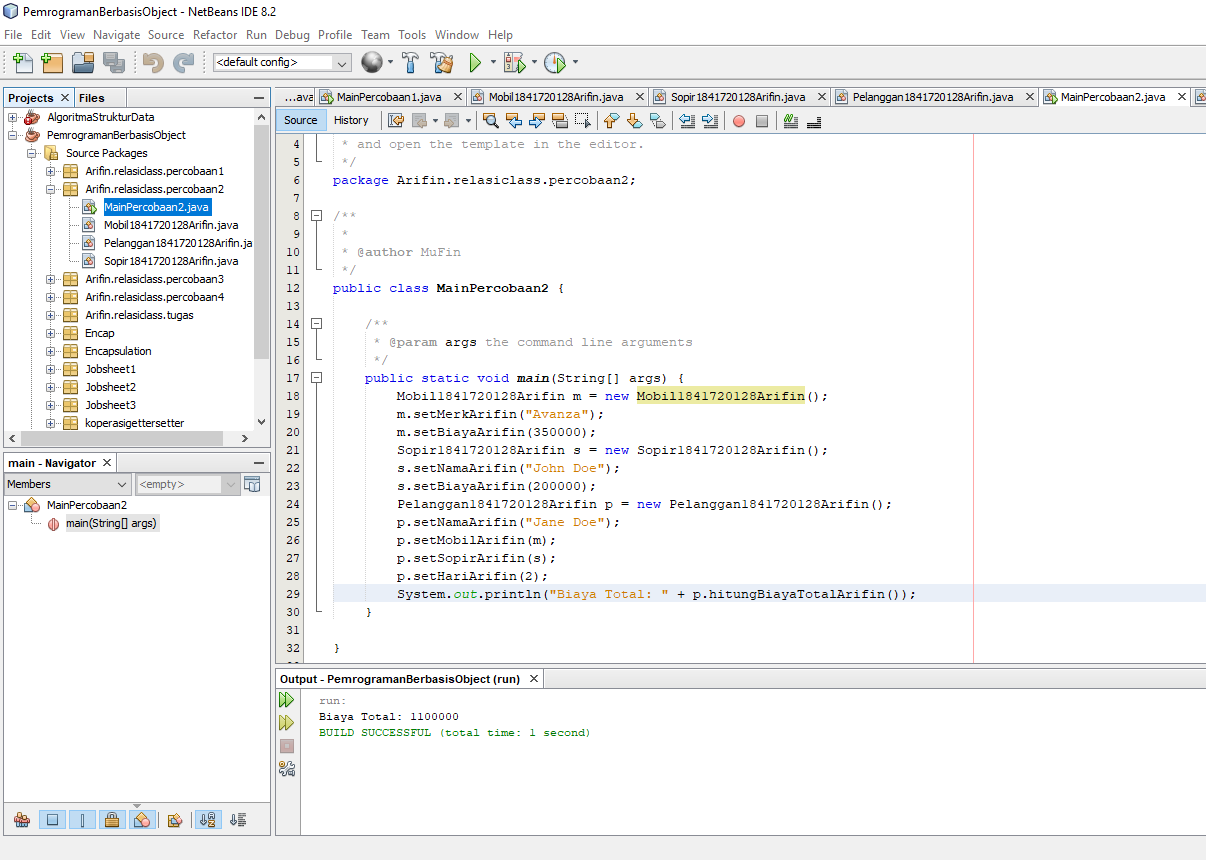 PemrogramanBerbasisObject - NetBeans IDE 8.2
File Edit View Navigate Source Refactor Run Debug Profile Team Tools Window Help
<default config>
Projects Files
AlgoritmaStrukturData
PemrogramanBerbasisObject
Source Packages
Arifin.relasiclass.percobaan1
Arifin.relasiclass.percobaan2
MainPercobaan2.java
Mobil1841720128Arifin.java
Pelanggan1841720128Arifin.ja
Sopir1841720128Arifin.java
Arifin.relasiclass.percobaan3
Arifin.relasiclass.percobaan4
Arifin.relasiclass.tugas
Encap
Encapsulation
Jobsheet1
Jobsheet2
Jobsheet3
koperasigettersetter
main - Navigator
Members <empty>
MainPercobaan2
main(String[] args)
...ava MainPercobaan1.java Mobil1841720128Arifin.java Sopir1841720128Arifin.java Pelanggan1841720128Arifin.java MainPercobaan2.java
Source History
4 * and open the template in the editor.
5 */
6 package Arifin.relasiclass.percobaan2;
7
8 /**
9 *
10 * @author MuFin
11 */
12 public class MainPercobaan2 {
13
14 /**
15 * @param args the command line arguments
16 */
17 public static void main(String[] args) {
18 Mobil1841720128Arifin m = new Mobil1841720128Arifin();
19 m.setMerkArifin("Avanza");
20 m.setBiayaArifin(350000);
21 Sopir1841720128Arifin s = new Sopir1841720128Arifin();
22 s.setNamaArifin("John Doe");
23 s.setBiayaArifin(200000);
24 Pelanggan1841720128Arifin p = new Pelanggan1841720128Arifin();
25 p.setNamaArifin("Jane Doe");
26 p.setMobilArifin(m);
27 p.setSopirArifin(s);
28 p.setHariArifin(2);
29 System.out.println("Biaya Total: " + p.hitungBiayaTotalArifin());
30 }
31
32 }
Output - PemrogramanBerbasisObject (run)
run:
Biaya Total: 1100000
BUILD SUCCESSFUL (total time: 1 second)